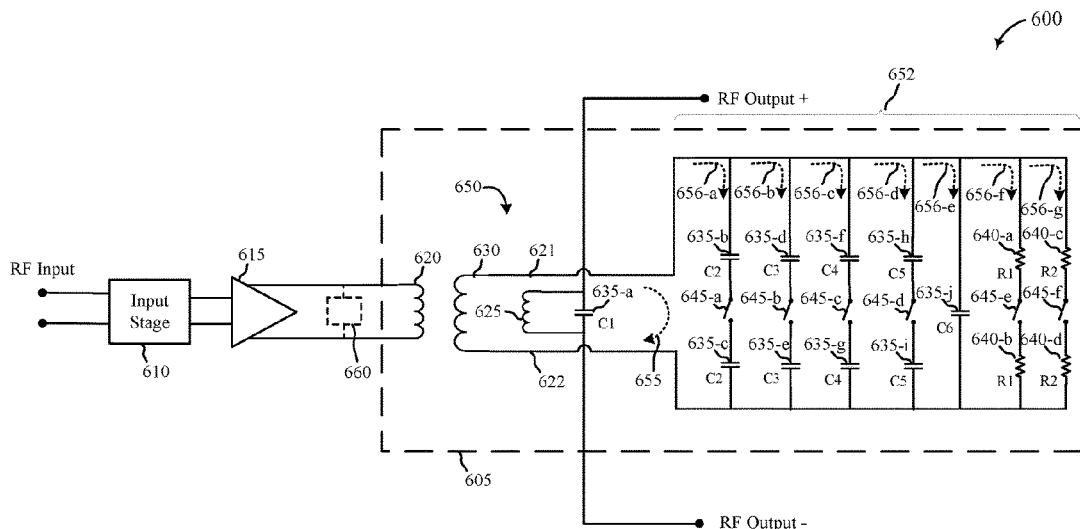 600
652
RF Output +
656-a 656-b 656-c 656-d 656-e 656-f 656-g
650
635-b 635-d 635-f 635-h 640-a 640-c
C2 C3 C4 C5 R1 R2
RF Input
615 620 630 621
635-a
625 C1
Input
Stage
645-a 645-b 645-c 645-d 635-j 645-e 645-f
C6
635-c 635-e 635-g 635-i 640-b 640-d
C2 C3 C4 C5 R1 R2
610 660 622 655
605
RF Output -